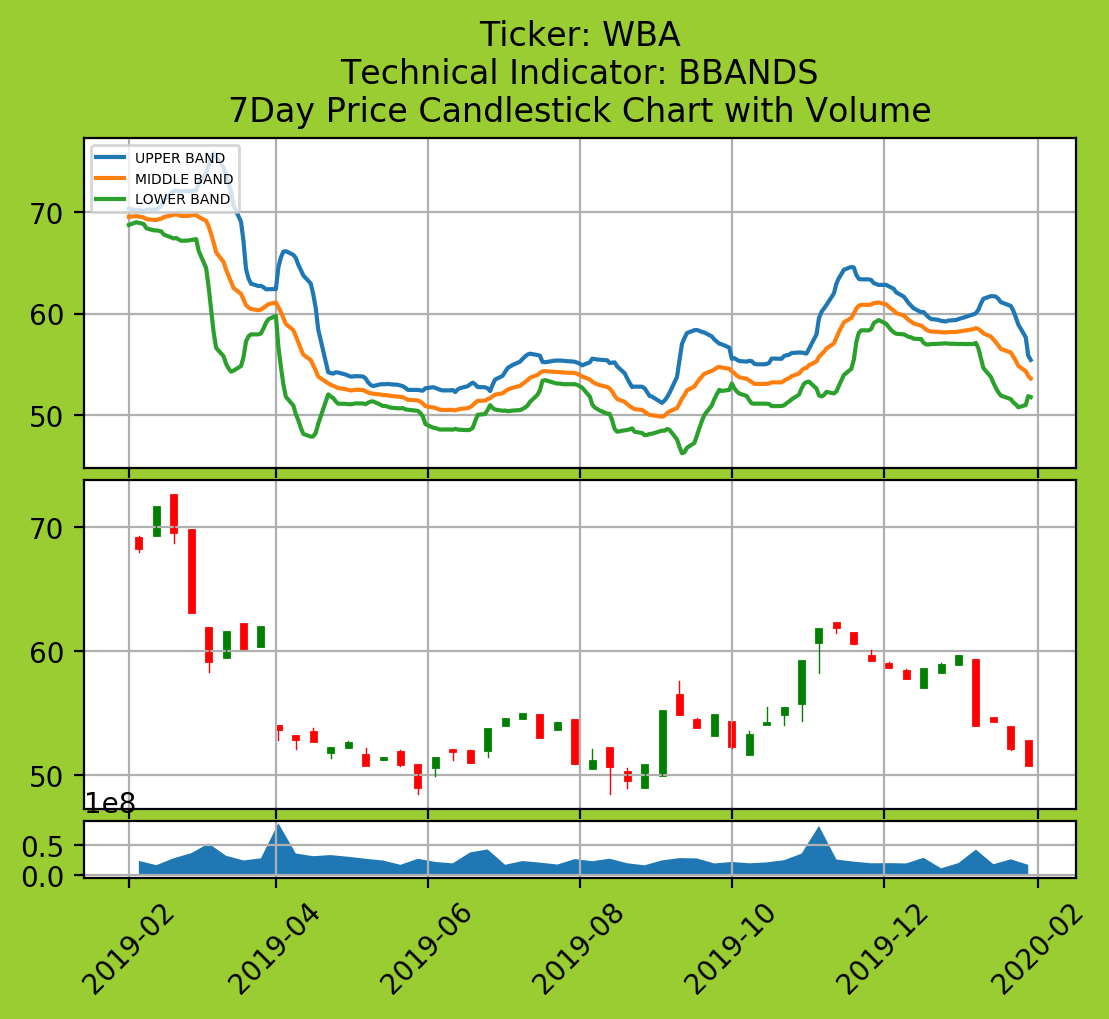 Ticker: WBA
Technical Indicator: BBANDS
7Day Price Candlestick Chart with Volume
UPPER BAND
MIDDLE BAND
LOWER BAND
70
60
50
70
60
50
1e8
0.5
0.0
2019-02
2019-04
2019-06
2019-08
2019-10
2019-12
2020-02